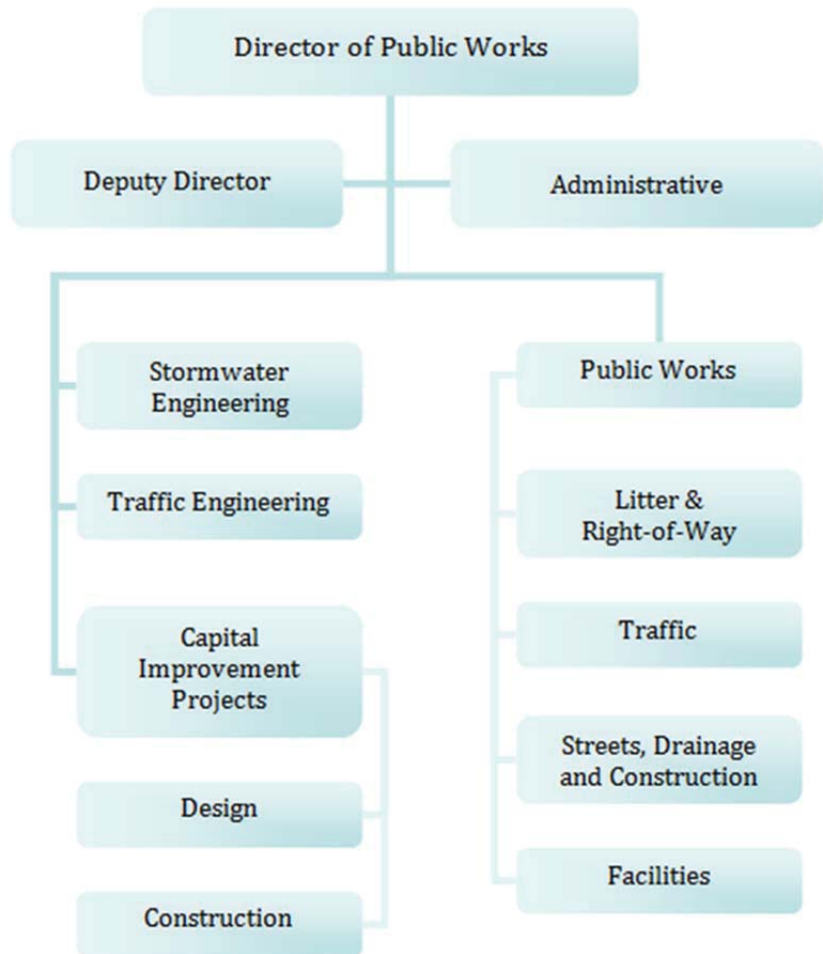 Director of Public Works
Deputy Director
Administrative
Stormwater
Engineering
Traffic Engineering
Capital
Improvement
Projects
Design
Construction
Public Works
Litter &
Right-of-Way
Traffic
Streets, Drainage
and Construction
Facilities